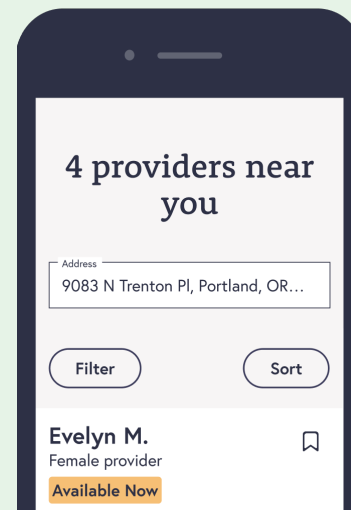 4 providers near
you
Address
9083 N Trenton Pl, Portland, OR…
Filter
Sort
Evelyn M.
Female provider
Available Now